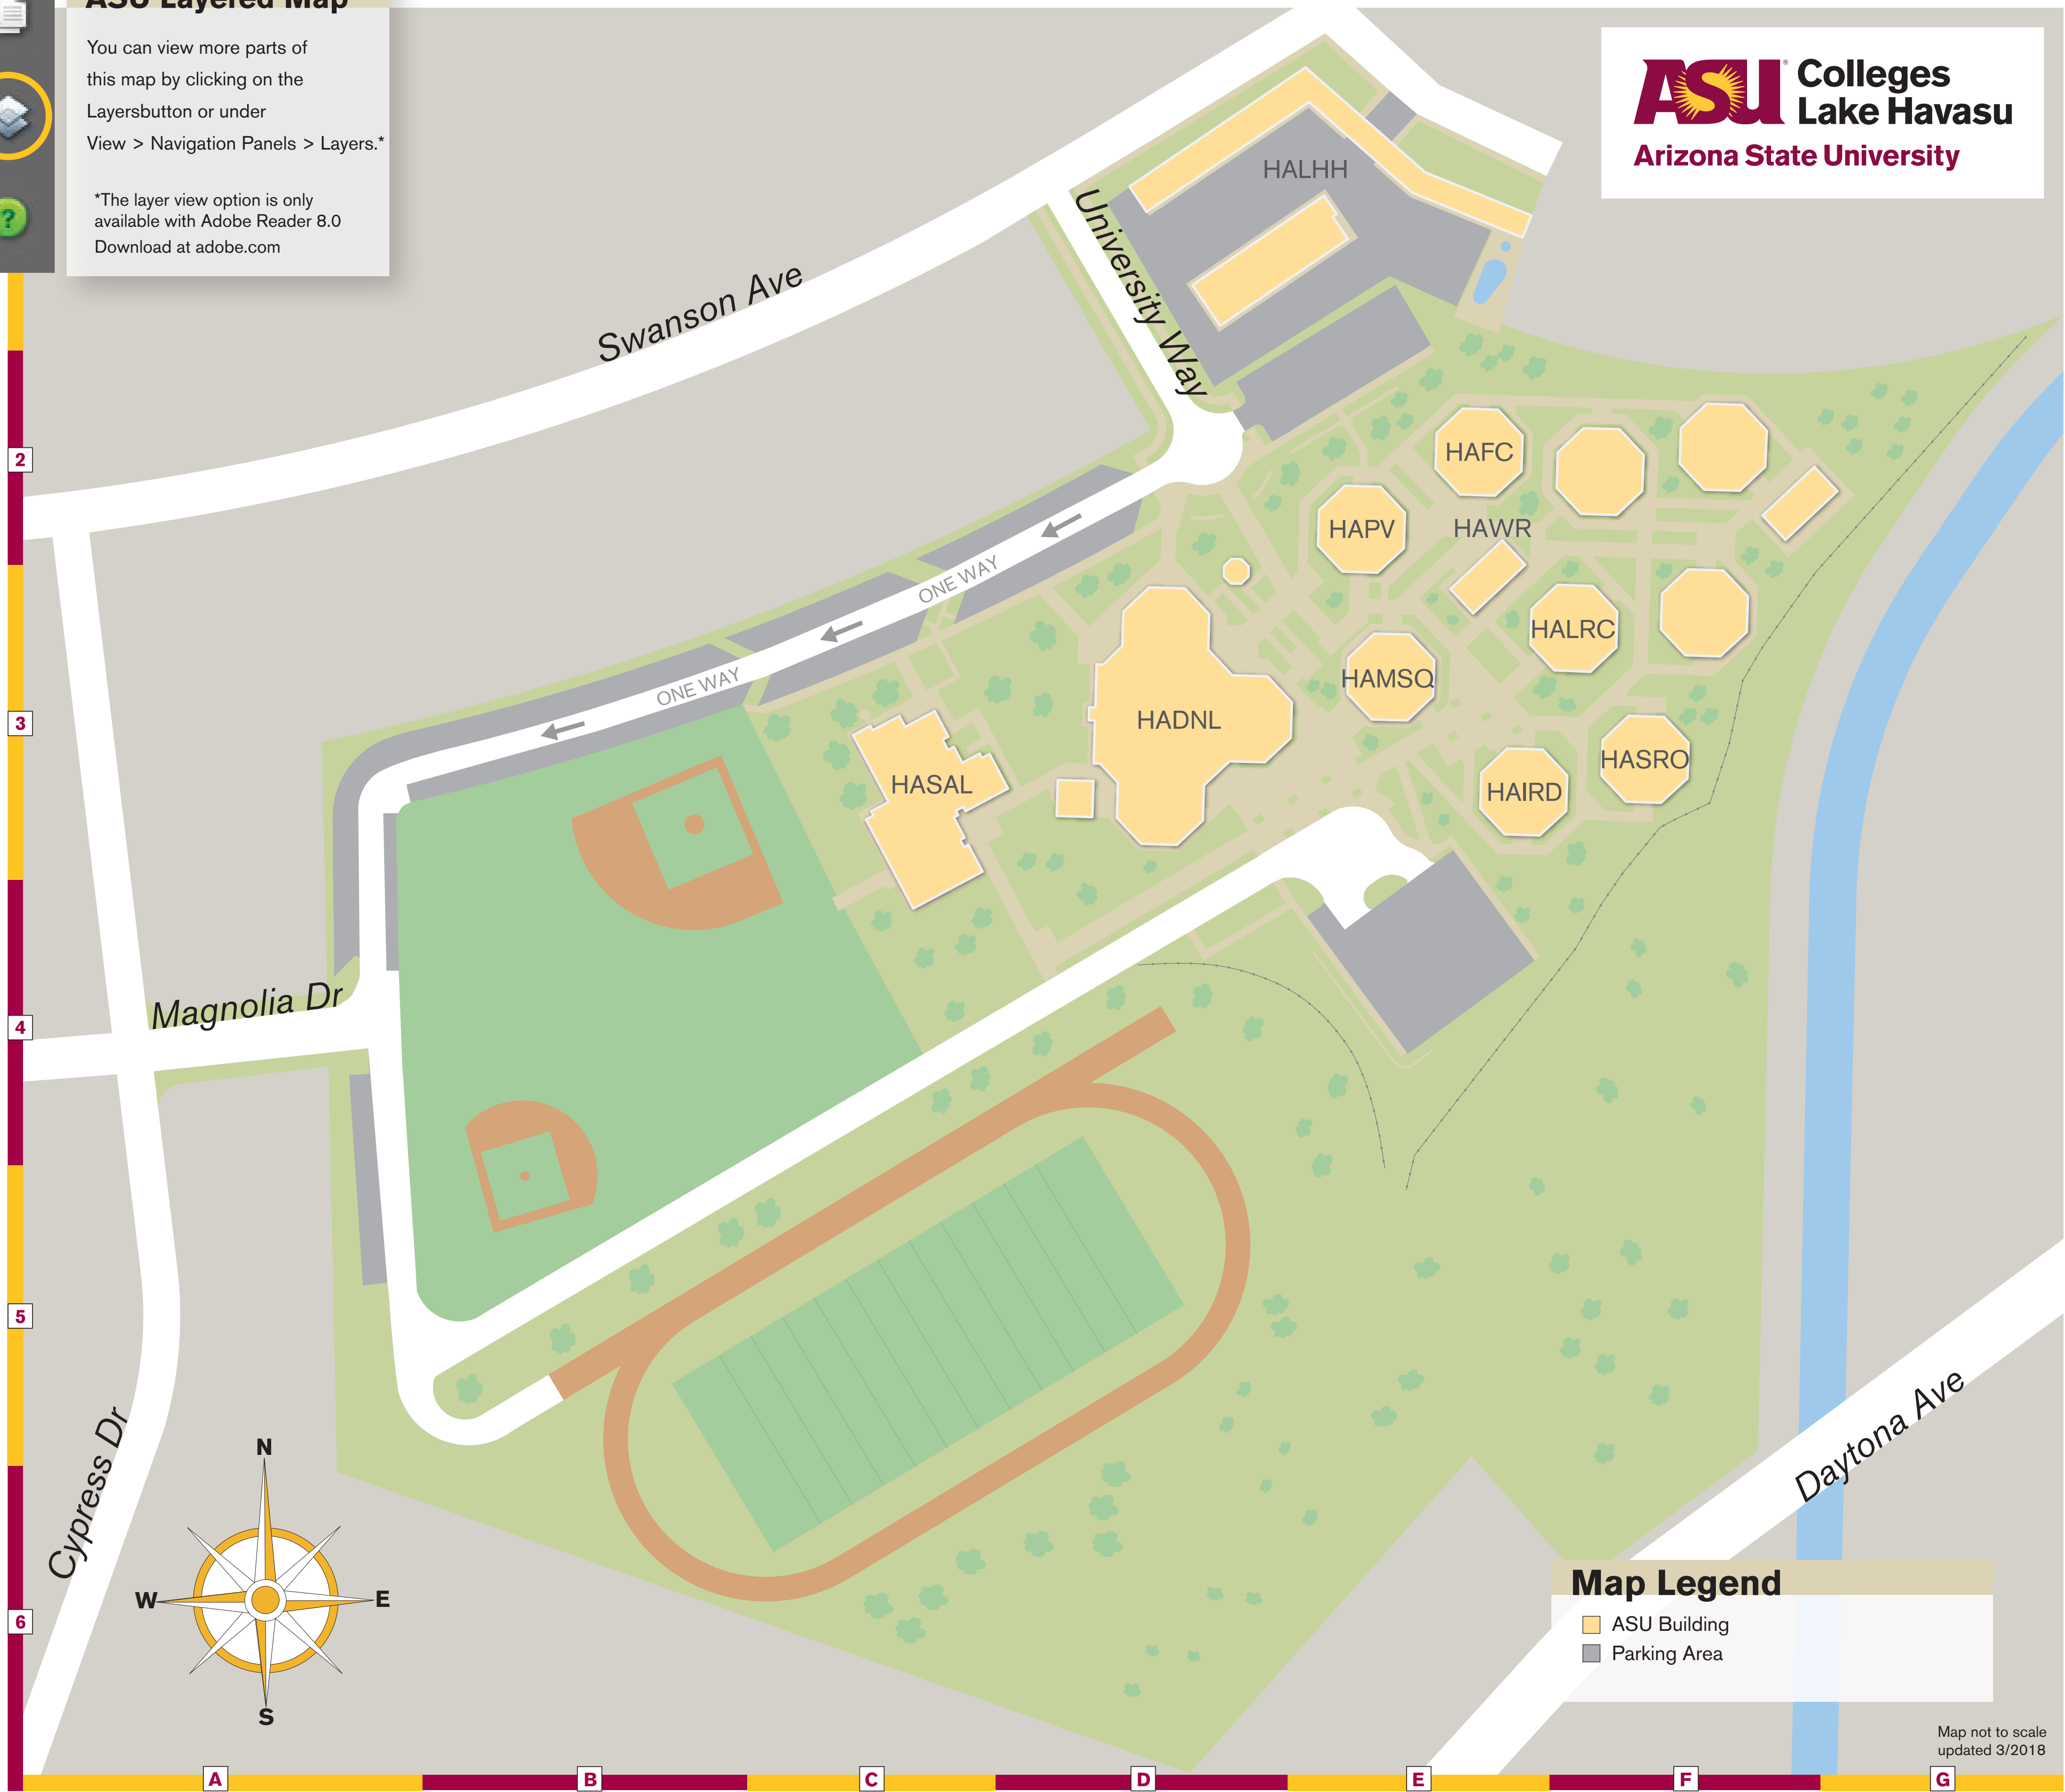 ASU Layered Map
You can view more parts of
this map by clicking on the
Layersbutton or under
View > Navigation Panels > Layers.*
*The layer view option is only
available with Adobe Reader 8.0
Download at adobe.com
?
ASU® Colleges
Lake Havasu
Arizona State University
HALHH
University Way
Swanson Ave
2
HAFC
HAPV
HAWR
ONE WAY
HALRC
ONE WAY
HAMSQ
3
HADNL
HASAL
HASRO
HAIRD
Magnolia Dr
4
5
Cypress Dr
Daytona Ave
N
W
E
S
6
Map Legend
ASU Building
Parking Area
Map not to scale
updated 3/2018
A
B
C
D
E
F
G